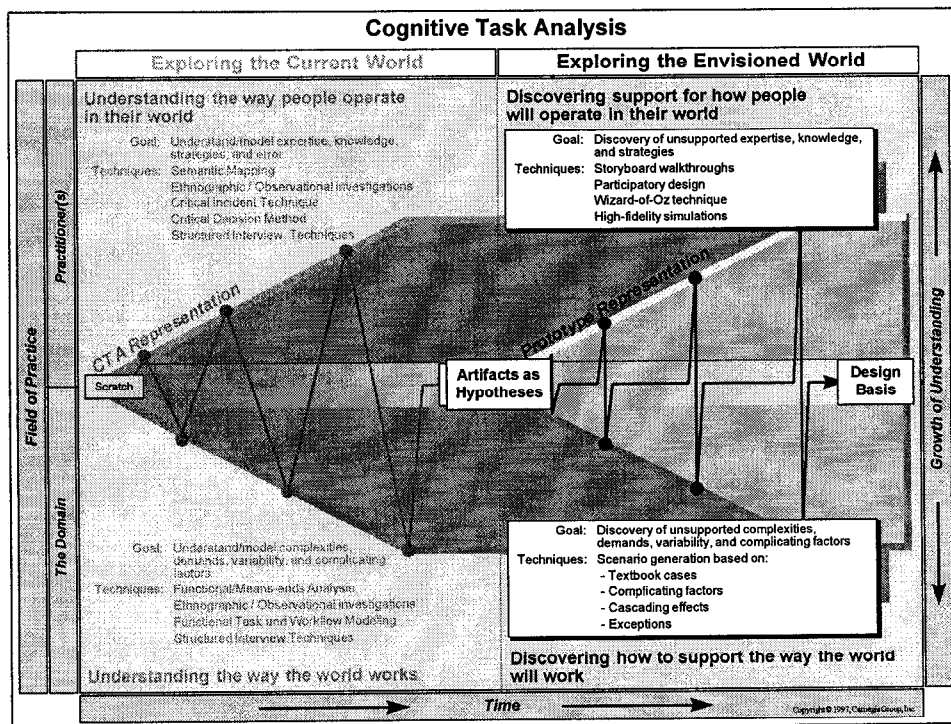 Cognitive Task Analysis
Exploring the Current World
Exploring the Envisioned World
Understanding the way people operate
in their world
Goal: Understand/model expertise, knowledge,
strategies, and error
Techniques: Semantic Mapping
Ethnographic / Observational investigations
Critical Incident Technique
Critical Decision Method
Structured Interview Techniques
Discovering support for how people
will operate in their world
Goal: Discovery of unsupported expertise, knowledge,
and strategies
Techniques: Storyboard walkthroughs
Participatory design
Wizard-of-Oz technique
High-fidelity simulations
Field of Practice
Practitioner(s)
The Domain
CTA Representation
Scratch
Prototype Representation
Artifacts as
Hypotheses
Design
Basis
Growth of Understanding
Goal: Understand/model complexities,
demands, variability, and complicating
factors
Techniques: Functional/Means-ends Analysis
Ethnographic / Observational investigations
Functional Task and Workflow Modeling
Structured Interview Techniques
Understanding the way the world works
Goal: Discovery of unsupported complexities,
demands, variability, and complicating factors
Techniques: Scenario generation based on:
- Textbook cases
- Complicating factors
- Cascading effects
- Exceptions
Discovering how to support the way the world
will work
Time
Copyright © 1997, Carnegie Group, Inc.